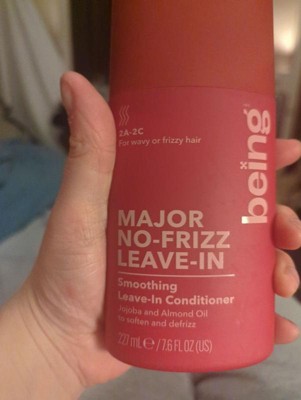 2A-2C
For wavy or frizzy hair
being
MAJOR
NO-FRIZZ
LEAVE-IN
Smoothing
Leave-In Conditioner
Jojoba and Almond Oil
to soften and defrizz
227 mL e / 7.6 FL OZ (US)